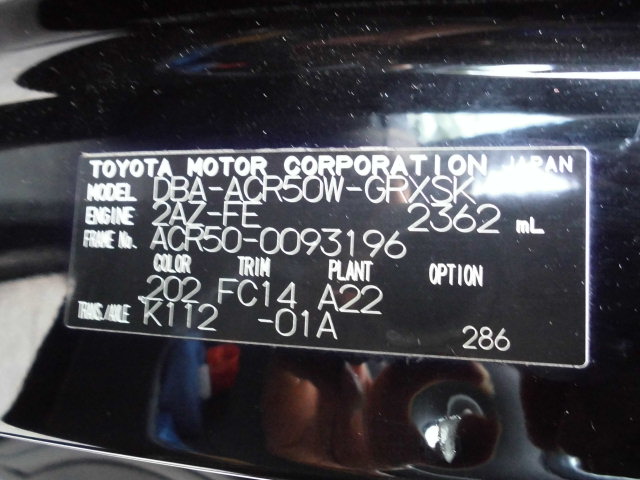 TOYOTA MOTOR CORPORATION JAPAN
MODEL DBA-ACR50W-GRXSK
ENGINE 2AZ-FE 2362 mL
FRAME No. ACR50-0093196
COLOR TRIM PLANT OPTION
202 FC14 A22
TRANS./AXLE K112 -01A 286